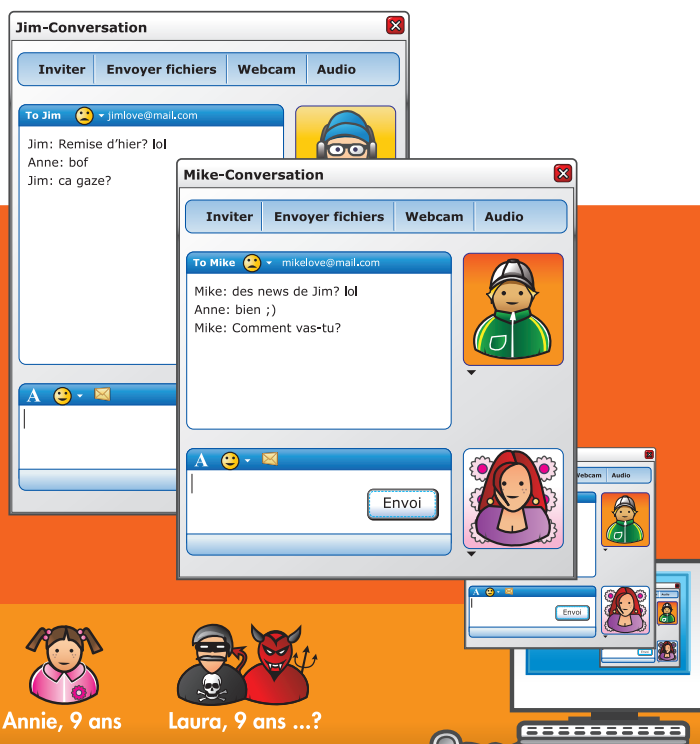 Jim-Conversation
Inviter Envoyer fichiers Webcam Audio
To Jim jimlove@mail.com
Jim: Remise d’hier? lol
Anne: bof
Jim: ca gaze?
A
Mike-Conversation
Inviter Envoyer fichiers Webcam Audio
To Mike mikelove@mail.com
Mike: des news de Jim? lol
Anne: bien ;)
Mike: Comment vas-tu?
A
Envoi
Webcam Audio
A
Envoi
Annie, 9 ans
Laura, 9 ans ...?